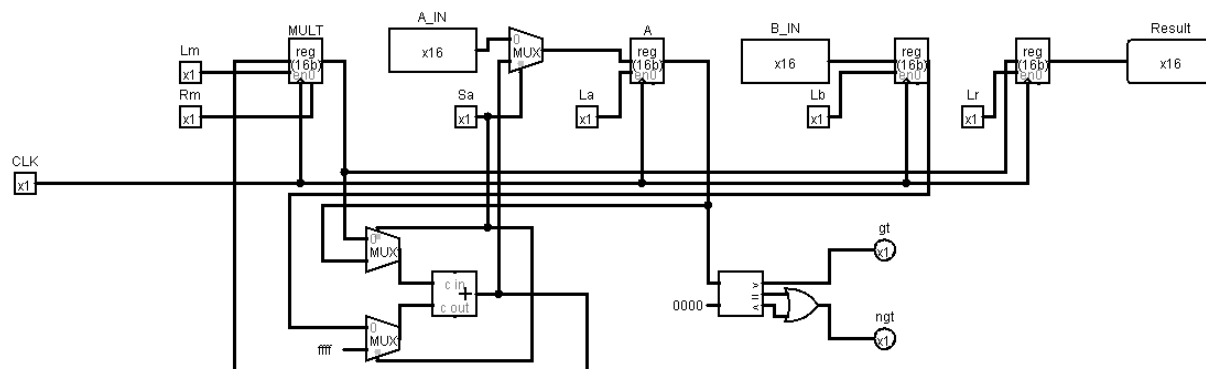 MULT
A_IN
A
B_IN
Result
Lm
x1
reg
(16b)
en0
x16
0
MUX
reg
(16b)
en0
x16
reg
(16b)
en0
reg
(16b)
en0
x16
Rm
x1
Sa
x1
La
x1
Lb
x1
Lr
x1
CLK
x1
0
MUX
gt
x1
c in
+
c out
0000
>
=
<
0
MUX
ffff
ngt
x1